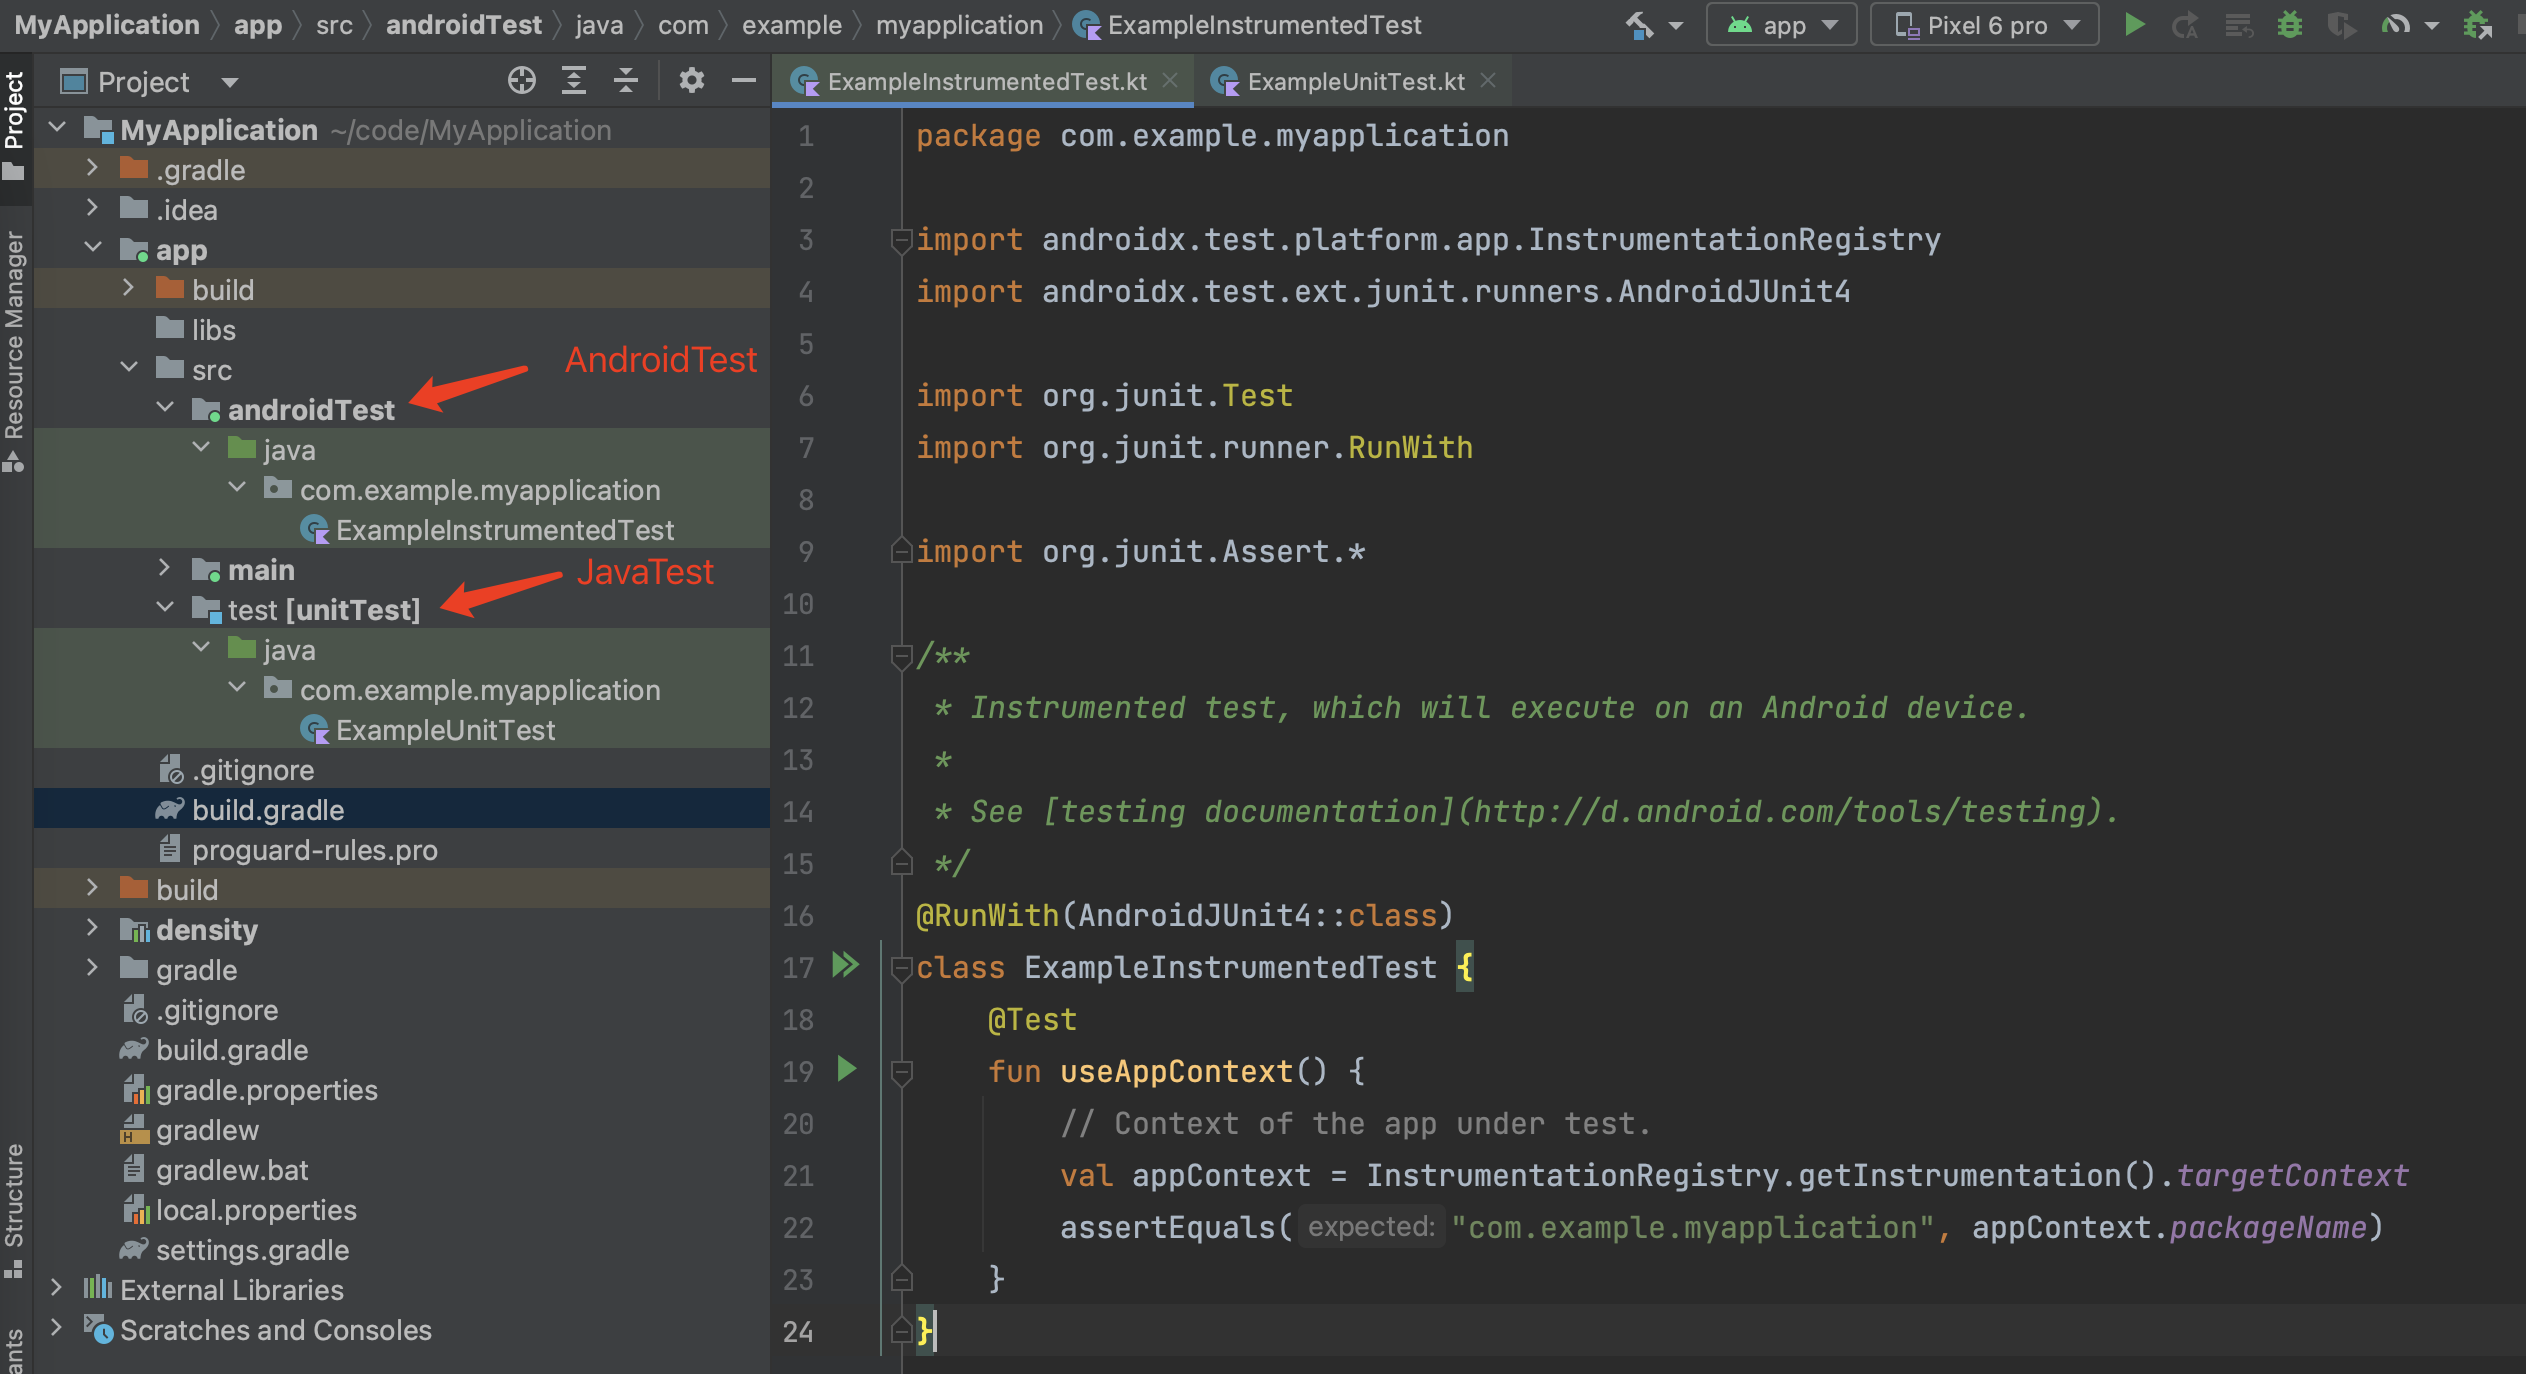 MyApplication app src androidTest java com example myapplication ExampleInstrumentedTest
app
Pixel 6 pro
Project
ExampleInstrumentedTest.kt
ExampleUnitTest.kt
Project
Resource Manager
Structure
MyApplication ~/code/MyApplication
.gradle
.idea
app
build
libs
src
AndroidTest
androidTest
java
com.example.myapplication
ExampleInstrumentedTest
main
JavaTest
test [unitTest]
java
com.example.myapplication
ExampleUnitTest
.gitignore
build.gradle
proguard-rules.pro
build
density
gradle
.gitignore
build.gradle
gradle.properties
gradlew
gradlew.bat
local.properties
settings.gradle
External Libraries
Scratches and Consoles
1 package com.example.myapplication
2
3 import androidx.test.platform.app.InstrumentationRegistry
4 import androidx.test.ext.junit.runners.AndroidJUnit4
5
6 import org.junit.Test
7 import org.junit.runner.RunWith
8
9 import org.junit.Assert.*
10
11 /**
12 * Instrumented test, which will execute on an Android device.
13 *
14 * See [testing documentation](http://d.android.com/tools/testing).
15 */
16 @RunWith(AndroidJUnit4::class)
17 class ExampleInstrumentedTest {
18 @Test
19 fun useAppContext() {
20 // Context of the app under test.
21 val appContext = InstrumentationRegistry.getInstrumentation().targetContext
22 assertEquals( expected: "com.example.myapplication", appContext.packageName)
23 }
24 }